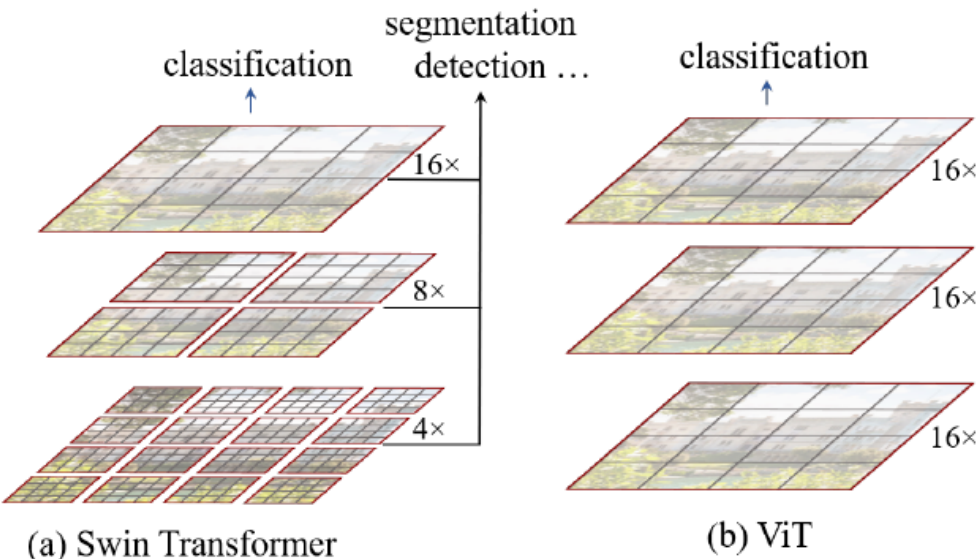 segmentation
classification
detection ...
classification
16×
8×
4×
16×
16×
16×
(a) Swin Transformer
(b) ViT